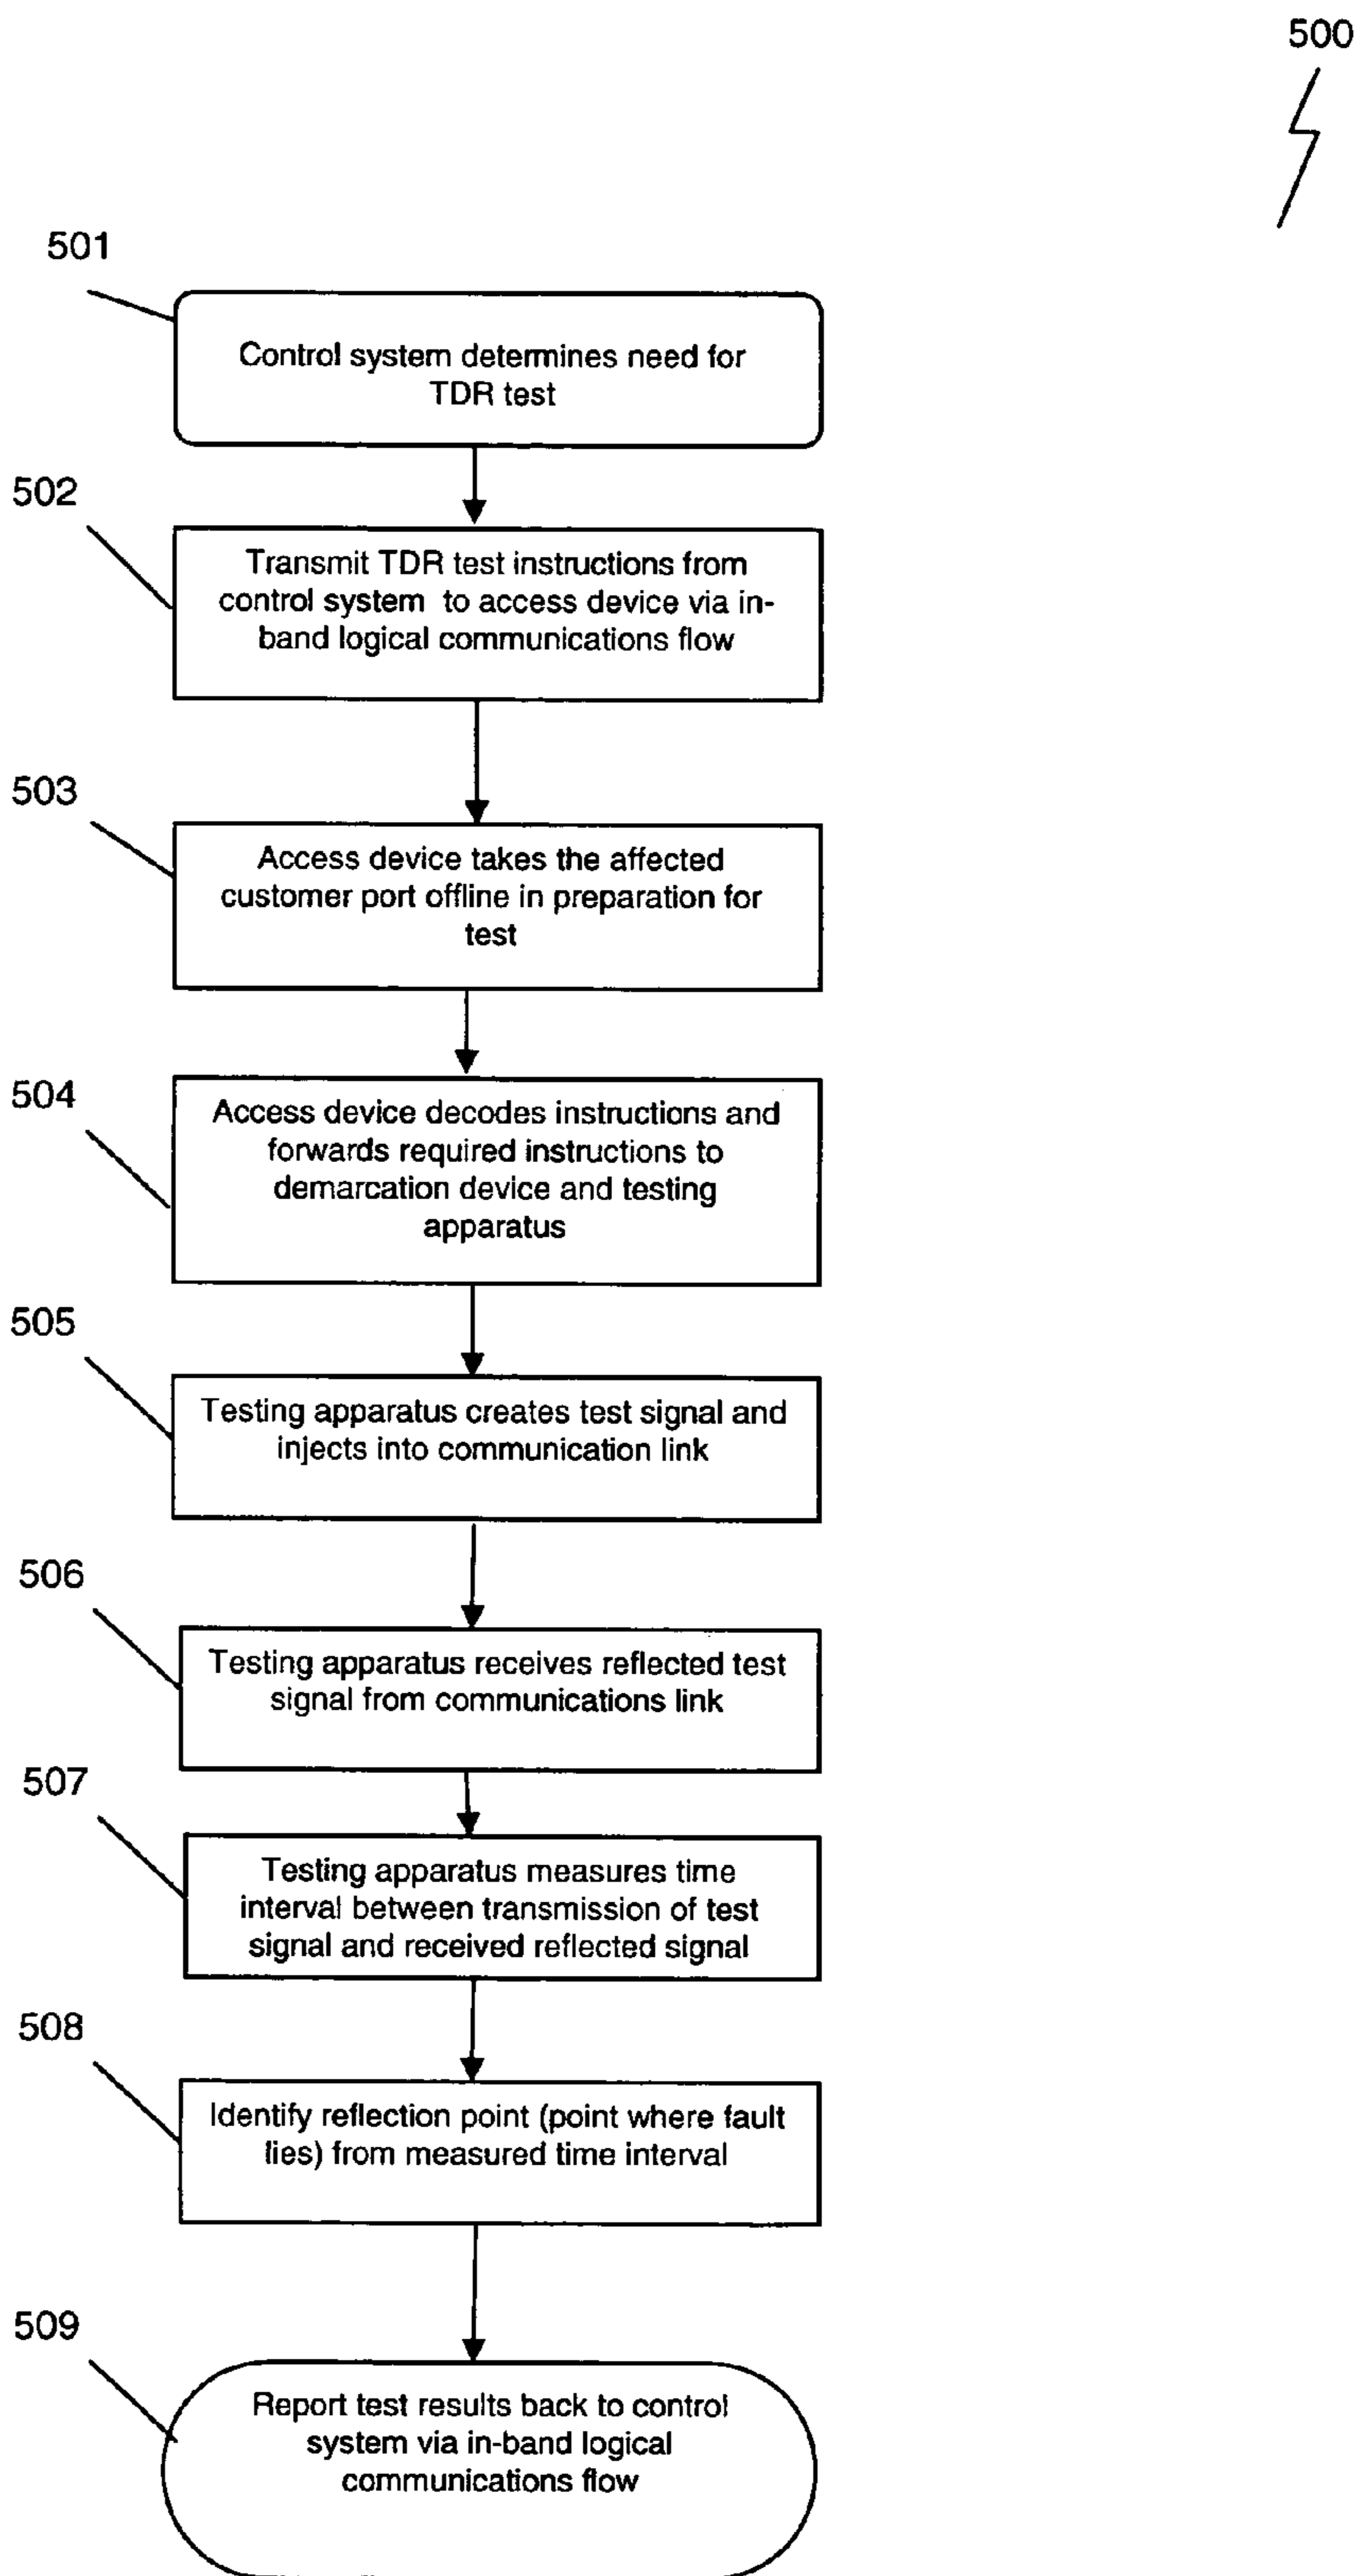 500
501
Control system determines need for
TDR test
502
Transmit TDR test instructions from
control system to access device via in-
band logical communications flow
503
Access device takes the affected
customer port offline in preparation for
test
504
Access device decodes instructions and
forwards required instructions to
demarcation device and testing
apparatus
505
Testing apparatus creates test signal and
injects into communication link
506
Testing apparatus receives reflected test
signal from communications link
507
Testing apparatus measures time
interval between transmission of test
signal and received reflected signal
508
Identify reflection point (point where fault
lies) from measured time interval
509
Report test results back to control
system via in-band logical
communications flow